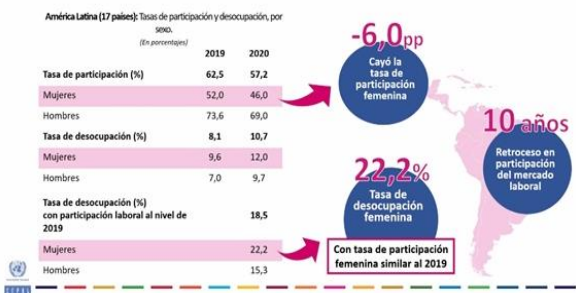 América Latina (17 países): Tasas de participación y desocupación, por
sexo.
(En porcentajes)
2019 2020
Tasa de participación (%) 62,5 57,2
Mujeres 52,0 46,0
Hombres 73,6 69,0
Tasa de desocupación (%) 8,1 10,7
Mujeres 9,6 12,0
Hombres 7,0 9,7
Tasa de desocupación (%)
con participación laboral al nivel de
2019
18,5
Mujeres 22,2
Hombres 15,3
-6,0pp
Cayó la
tasa de
participación
femenina
22,2%
Tasa de
desocupación
femenina
Con tasa de participación
femenina similar al 2019
10 años
Retroceso en
participación
del mercado
laboral
CEPAL